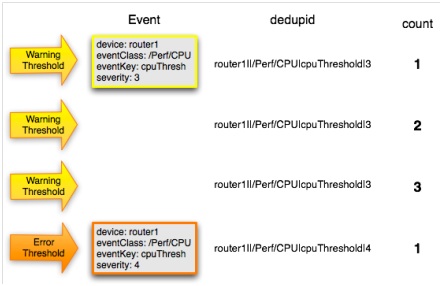 Event dedupid count
Warning Threshold
device: router1
eventClass: /Perf/CPU
eventKey: cpuThresh
severity: 3
router1||/Perf/CPU|cpuThreshold|3 1
Warning Threshold
router1||/Perf/CPU|cpuThreshold|3 2
Warning Threshold
router1||/Perf/CPU|cpuThreshold|3 3
Error Threshold
device: router1
eventClass: /Perf/CPU
eventKey: cpuThresh
severity: 4
router1||/Perf/CPU|cpuThreshold|4 1